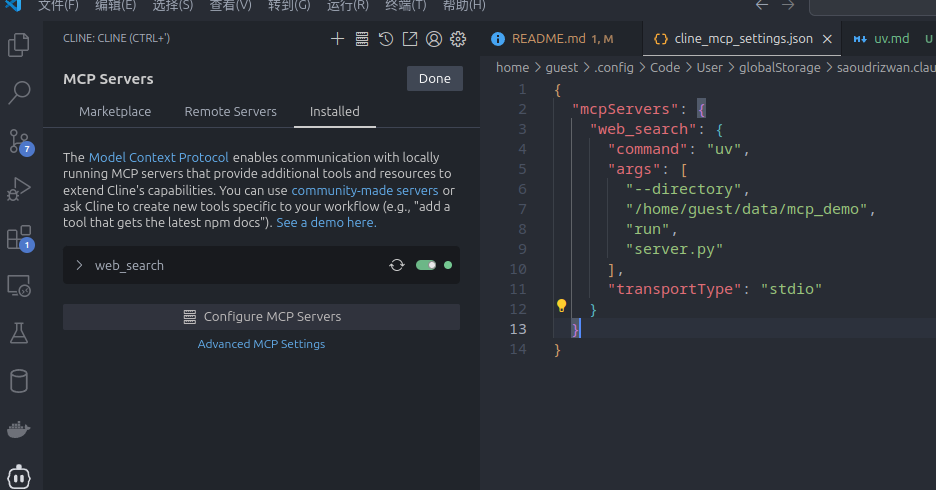 文件(F) 编辑(E) 选择(S) 查看(V) 转到(G) 运行(R) 终端(T) 帮助(H)
CLINE: CLINE (CTRL+')
MCP Servers
Done
Marketplace Remote Servers Installed
The Model Context Protocol enables communication with locally
running MCP servers that provide additional tools and resources to
extend Cline's capabilities. You can use community-made servers or
ask Cline to create new tools specific to your workflow (e.g., "add a
tool that gets the latest npm docs"). See a demo here.
web_search
Configure MCP Servers
Advanced MCP Settings
7
1
README.md 1, M
{} cline_mcp_settings.json ×
uv.md U
home > guest > .config > Code > User > globalStorage > saoudrizwan.clau
1 {
2 "mcpServers": {
3 "web_search": {
4 "command": "uv",
5 "args": [
6 "--directory",
7 "/home/guest/data/mcp_demo",
8 "run",
9 "server.py"
10 ],
11 "transportType": "stdio"
12 }
13 }
14 }